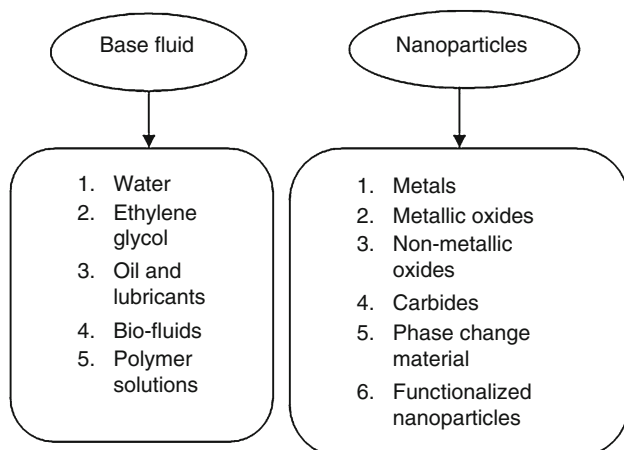 Base fluid
Nanoparticles
1. Water
2. Ethylene
glycol
3. Oil and
lubricants
4. Bio-fluids
5. Polymer
solutions
1. Metals
2. Metallic oxides
3. Non-metallic
oxides
4. Carbides
5. Phase change
material
6. Functionalized
nanoparticles